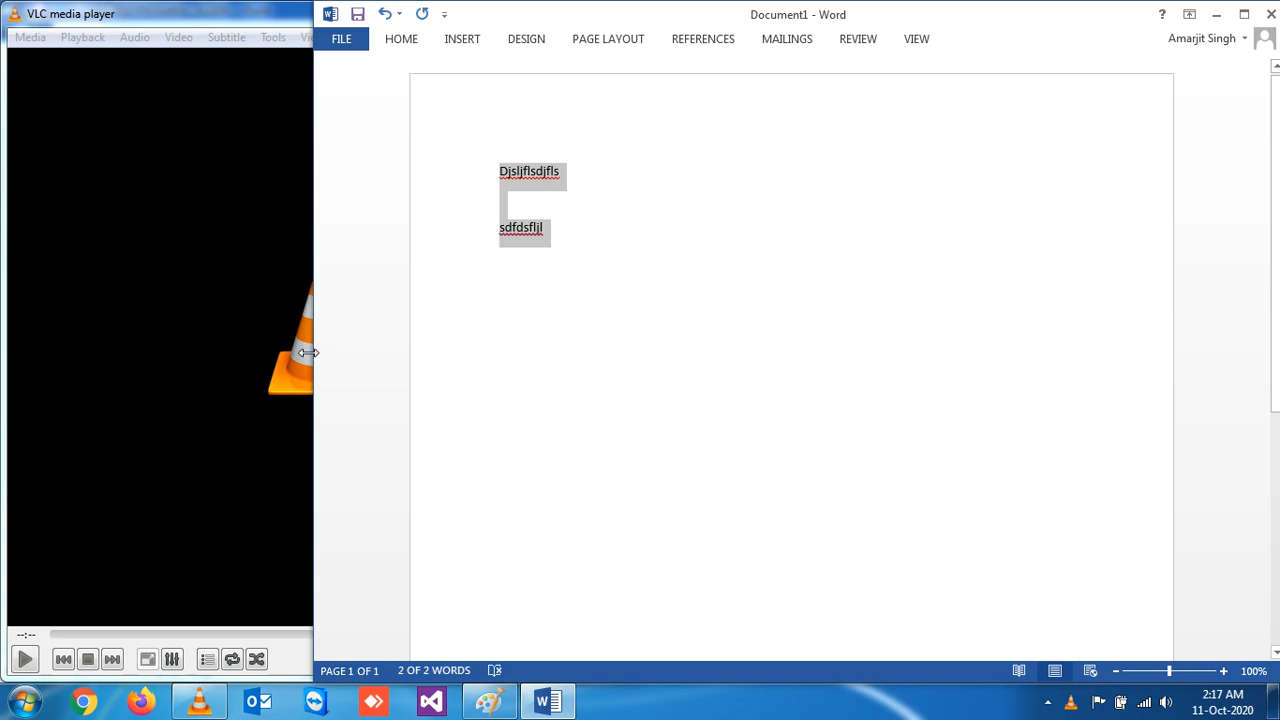 VLC media player
Media Playback Audio Video Subtitle Tools
Document1 - Word
FILE HOME INSERT DESIGN PAGE LAYOUT REFERENCES MAILINGS REVIEW VIEW
Amarjit Singh
Djsljflsdjfls
sdfdsfljl
--:--
PAGE 1 OF 1 2 OF 2 WORDS
100%
2:17 AM
11-Oct-2020